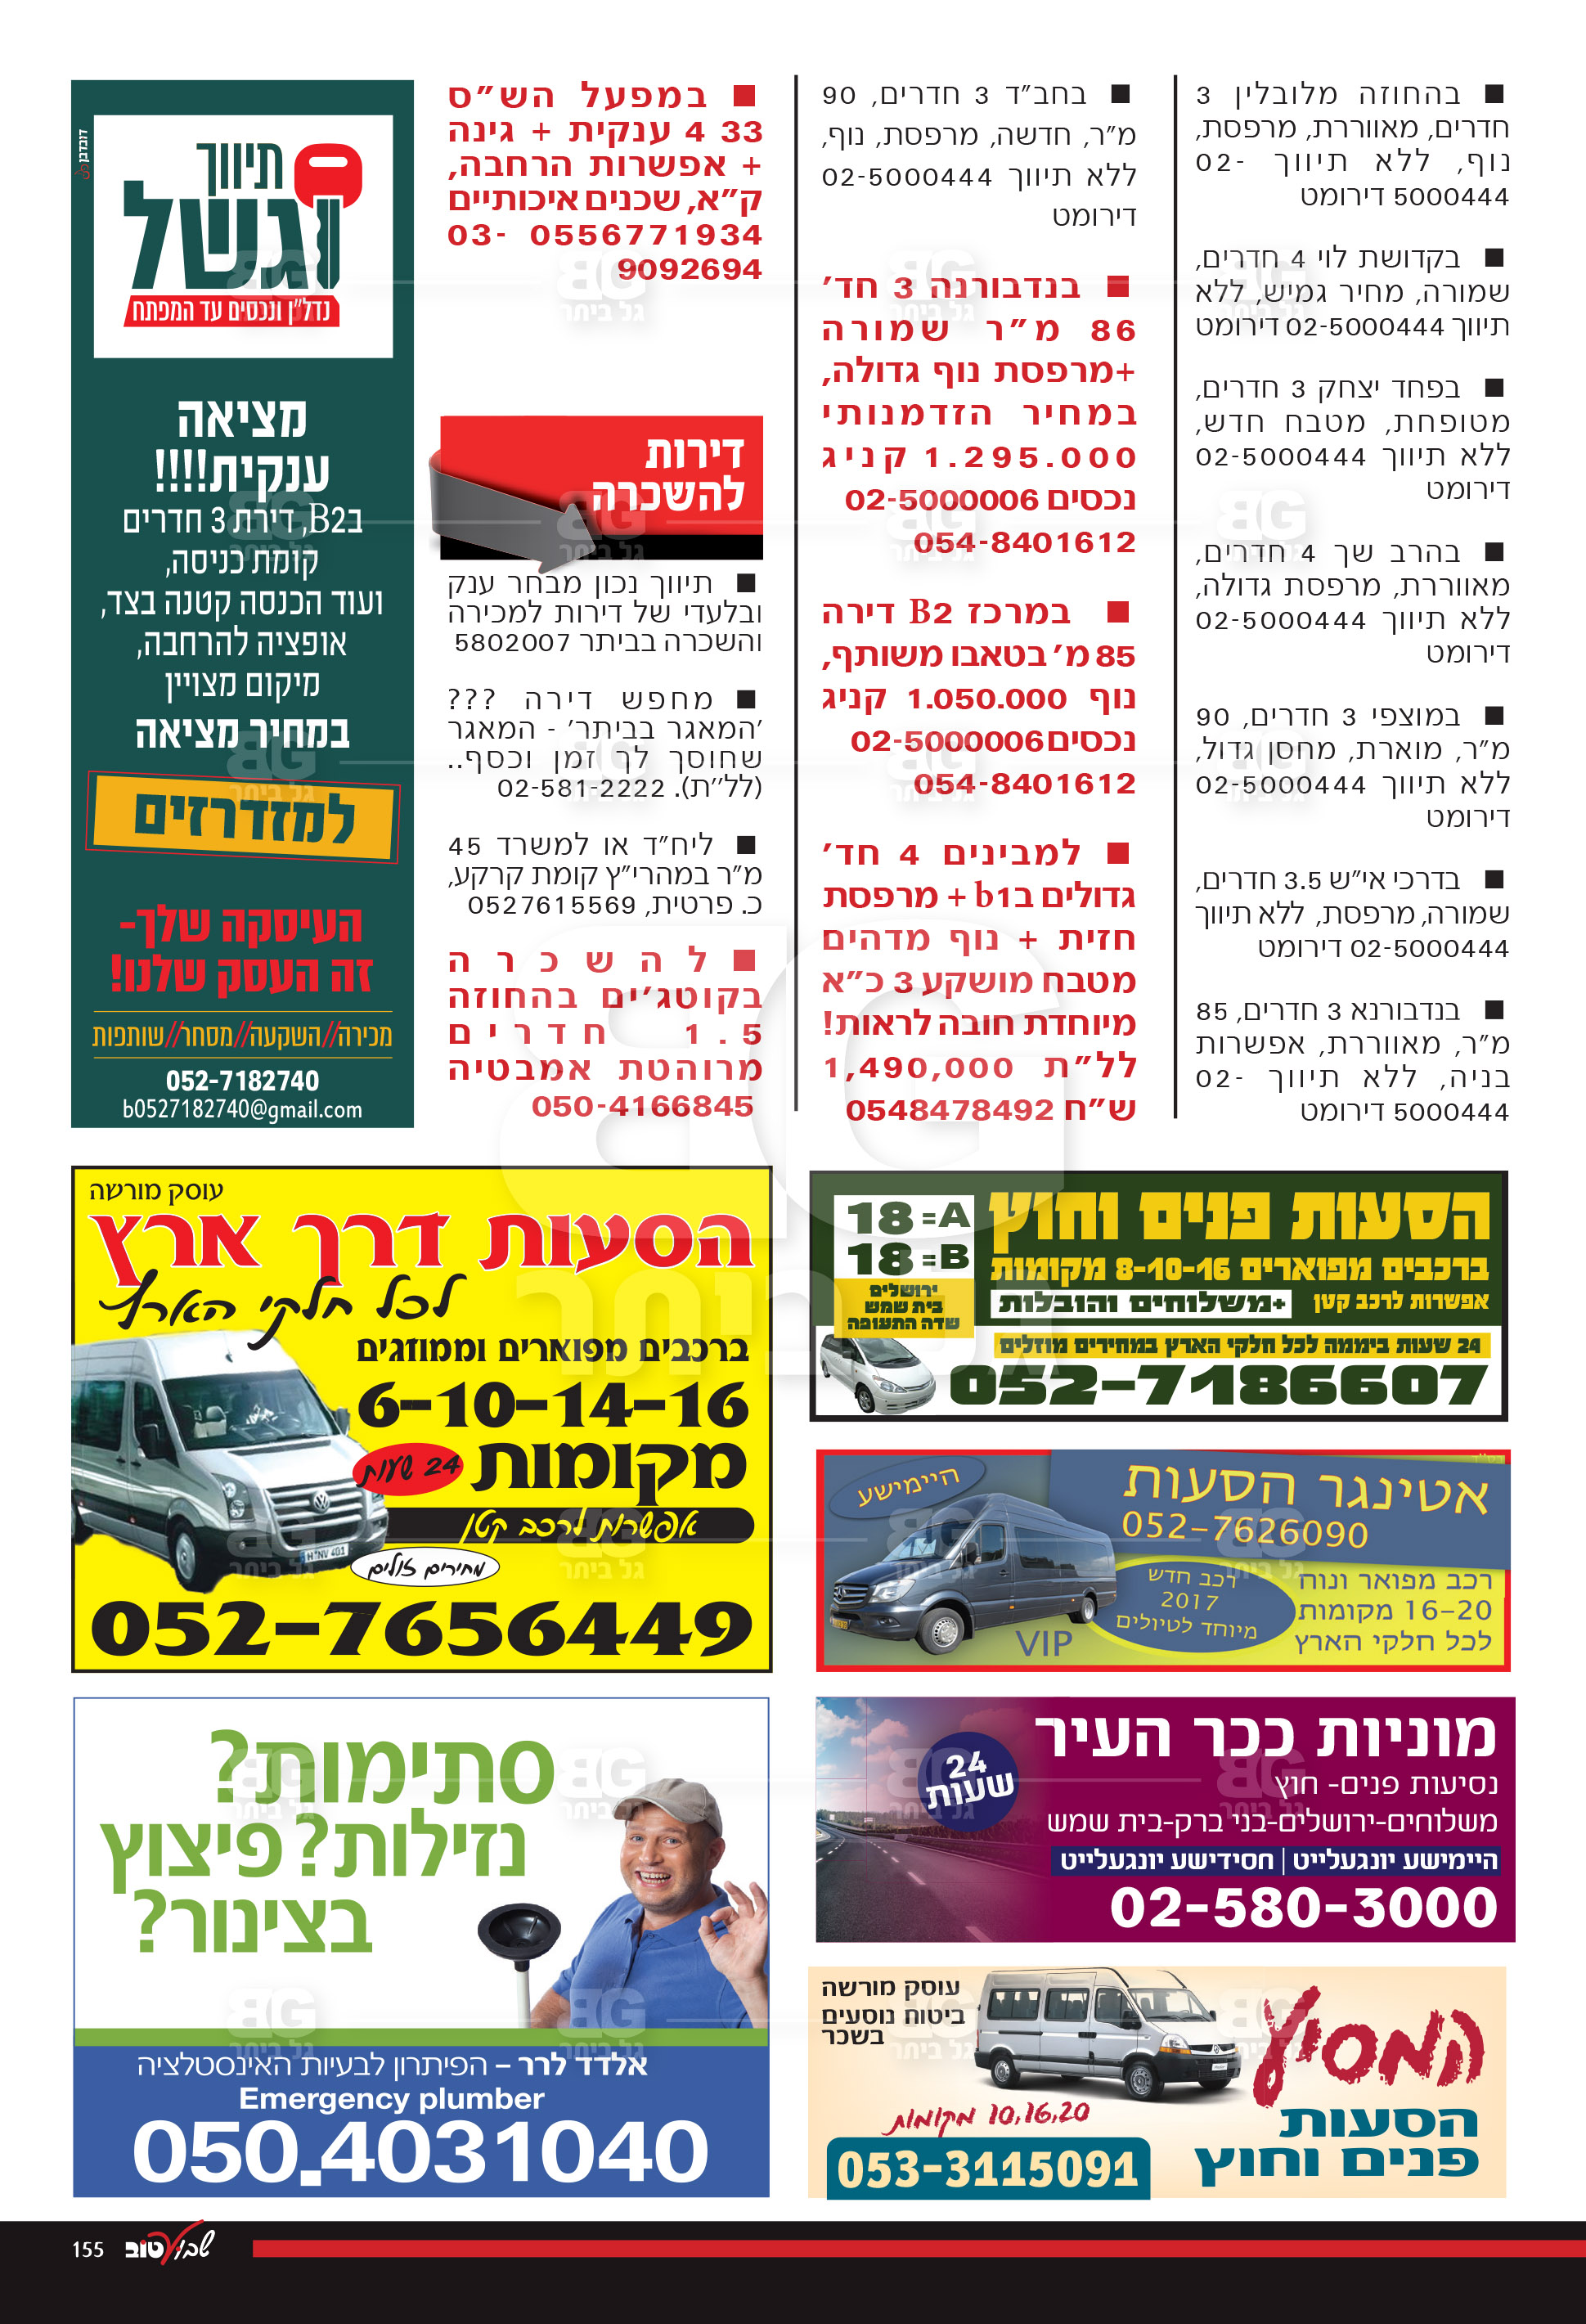 ■ בהחוזה מלובלין 3
חדרים, מאווררת, מרפסת,
נוף, ללא תיווך 02-
5000444 דירומט
■ בקדושת לוי 4 חדרים,
שמורה, מחיר גמיש, ללא
תיווך 02-5000444 דירומט
■ בפחד יצחק 3 חדרים,
מטופחת, מטבח חדש,
ללא תיווך 02-5000444
דירומט
■ בהרב שך 4 חדרים,
מאווררת, מרפסת גדולה,
ללא תיווך 02-5000444
דירומט
■ במוצפי 3 חדרים, 90
מ"ר, מוארת, מחסן גדול,
ללא תיווך 02-5000444
דירומט
■ בדרכי אי"ש 3.5 חדרים,
שמורה, מרפסת, ללא תיווך
02-5000444 דירומט
■ בנדבורנא 3 חדרים, 85
מ"ר, מאווררת, אפשרות
בניה, ללא תיווך 02-
5000444 דירומט
■ בחב"ד 3 חדרים, 90
מ"ר, חדשה, מרפסת, נוף,
ללא תיווך 02-5000444
דירומט
■ בנדבורנה 3 חד'
86 מ"ר שמורה
+מרפסת נוף גדולה,
במחיר הזדמנותי
1.295.000 קניג
נכסים 02-5000006
054-8401612
■ במרכז B2 דירה
85 מ' בטאבו משותף,
נוף 1.050.000 קניג
נכסים 02-5000006
054-8401612
■ למבינים 4 חד'
גדולים בb1 + מרפסת
חזית + נוף מדהים
מטבח מושקע 3 כ"א
מיוחדת חובה לראות!
לל"ת 1,490,000
ש"ח 0548478492
■ במפעל הש"ס
33 4 ענקית + גינה
+ אפשרות הרחבה,
ק"א, שכנים איכותיים
0556771934 03-
9092694
דירות
להשכרה
■ תיווך נכון מבחר ענק
ובלעדי של דירות למכירה
והשכרה בביתר 5802007
■ מחפש דירה ???
'המאגר בביתר' - המאגר
שחוסך לך זמן וכסף..
(לל"ת). 02-581-2222
■ ליח"ד או למשרד 45
מ"ר במהרי"ץ קומת קרקע,
כ. פרטית, 0527615569
■ להשכרה
בקוטג'ים בהחוזה
1.5 חדרים
מרוהטת אמבטיה
050-4166845
דובדבן
תיווך
וגשל
נדל"ן ונכסים עד המפתח
מציאה
ענקית!!!!
בB2, דירת 3 חדרים
קומת כניסה,
ועוד הכנסה קטנה בצד,
אופציה להרחבה,
מיקום מצויין
במחיר מציאה
למזדרזים
העיסקה שלך-
זה העסק שלנו!
מכירה//השקעה//מסחר//שותפות
052-7182740
b0527182740@gmail.com
הסעות פנים וחוץ
ברכבים מפוארים 8-10-16 מקומות
אפשרות לרכב קטן +משלוחים והובלות
18=A
18=B
ירושלים
בית שמש
שדה התעופה
24 שעות ביממה לכל חלקי הארץ במחירים מוזלים
052-7186607
עוסק מורשה
הסעות דרך ארץ
לכל חלקי הארץ
ברכבים מפוארים וממוזגים
6-10-14-16
מקומות
24 שעות
אפשרות לרכב קטן
מחירים זולים
H·NV 401
052-7656449
בס"ד
אטינגר הסעות
052-7626090
היימישע
רכב מפואר ונוח
16-20 מקומות
לכל חלקי הארץ
רכב חדש
2017
מיוחד לטיולים
VIP
מוניות ככר העיר
24
שעות
נסיעות פנים- חוץ
משלוחים-ירושלים-בני ברק-בית שמש
היימישע יונגעלייט | חסידישע יונגעלייט
02-580-3000
סתימות?
נזילות? פיצוץ
בצינור?
אלדד לרר – הפיתרון לבעיות האינסטלציה
Emergency plumber
050.4031040
עוסק מורשה
ביטוח נוסעים
בשכר
המסיץ
הסעות
פנים וחוץ
10,16,20 מקומות
053-3115091
BG
גל ביתר
155 שבוע טוב